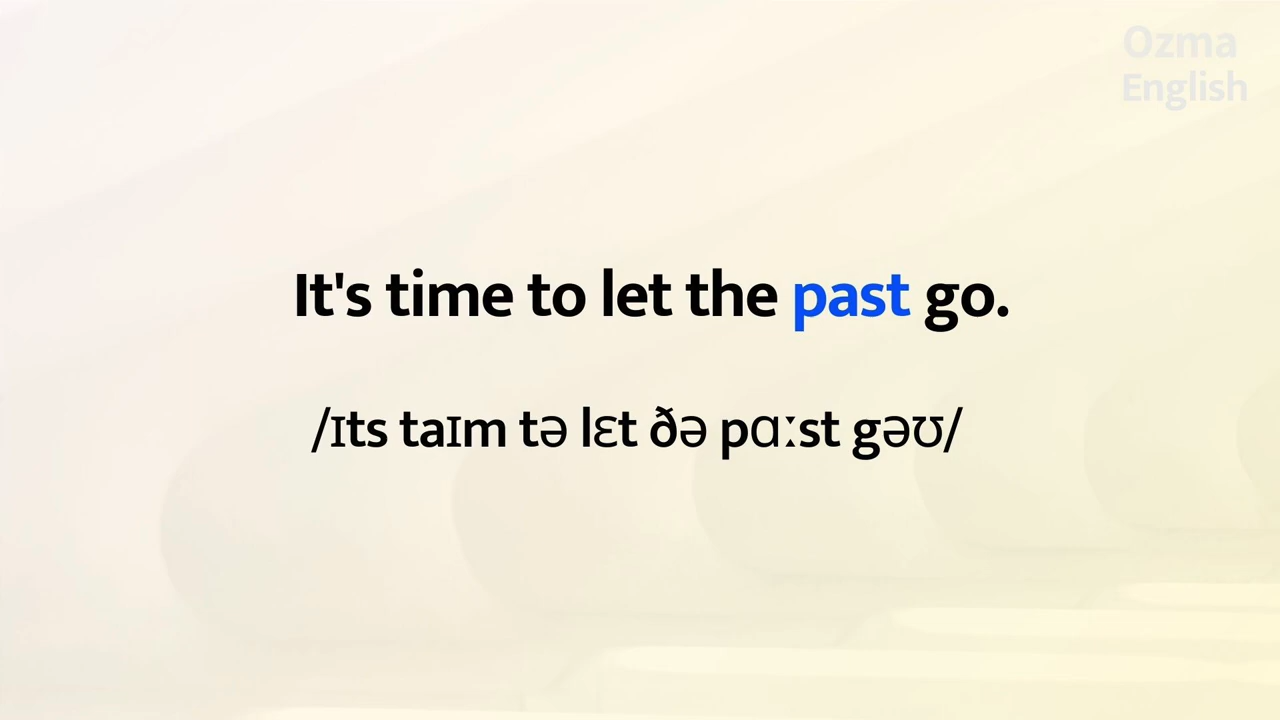 Ozma
English
It's time to let the past go.
/ɪts taɪm tə lɛt ðə pɑːst gəʊ/